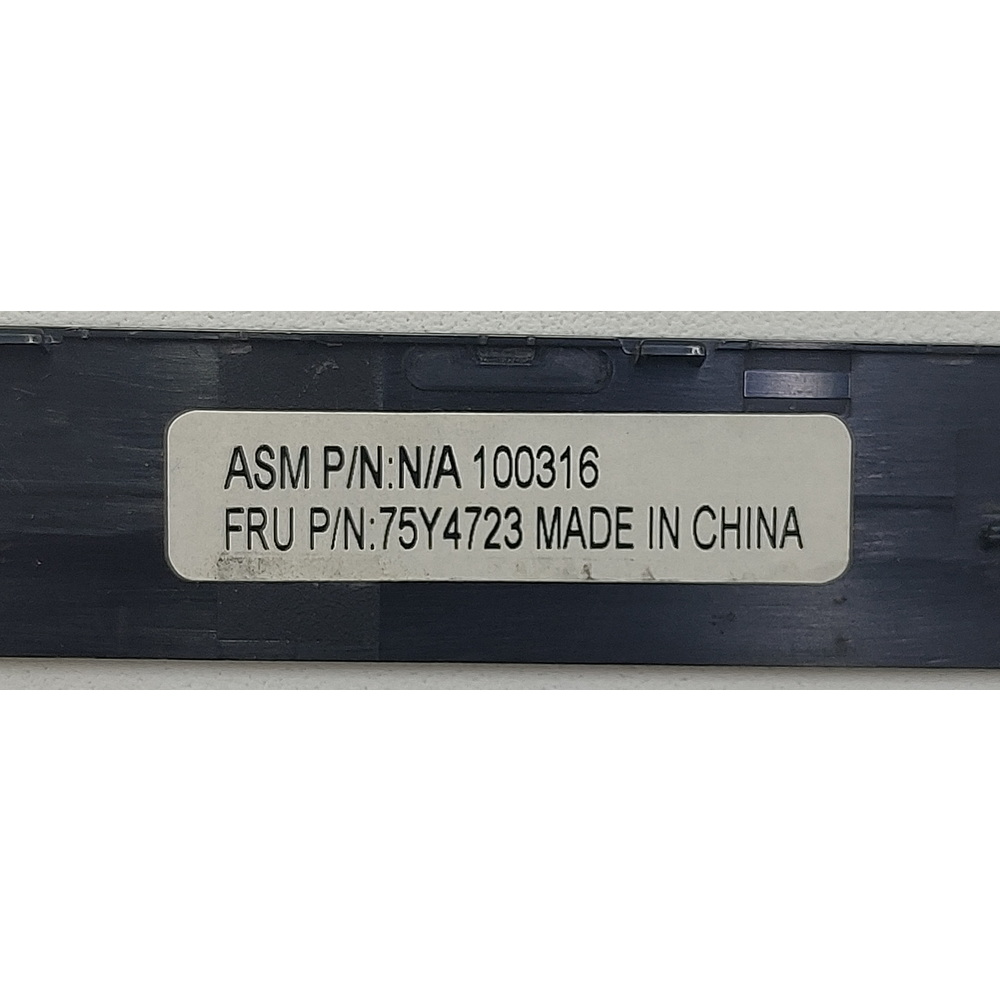 ASM P/N:N/A 100316
FRU P/N:75Y4723 MADE IN CHINA